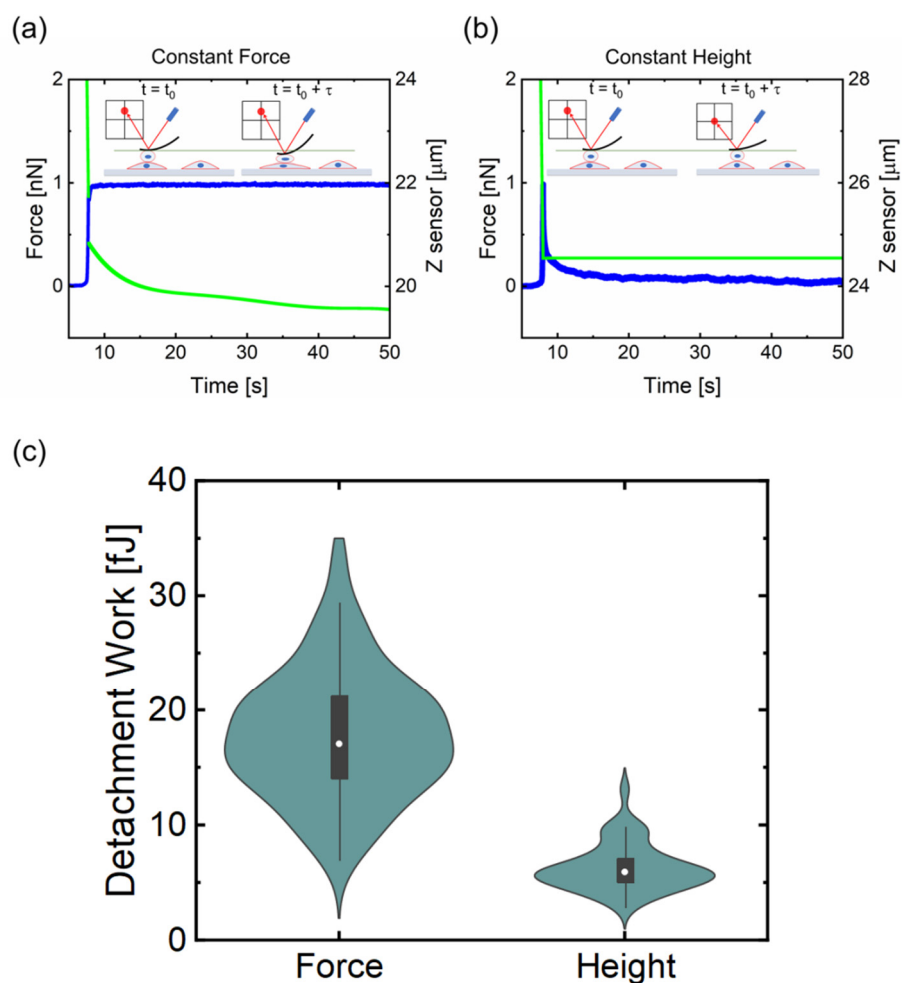 (a)
Constant Force
Force [nN]
2
1
0
t = t₀
t = t₀ + τ
24
22
20
Z sensor [μm]
10 20 30 40 50
Time [s]
(b)
Constant Height
Force [nN]
2
1
0
t = t₀
t = t₀ + τ
28
26
24
Z sensor [μm]
10 20 30 40 50
Time [s]
(c)
Detachment Work [fJ]
40
30
20
10
0
Force Height